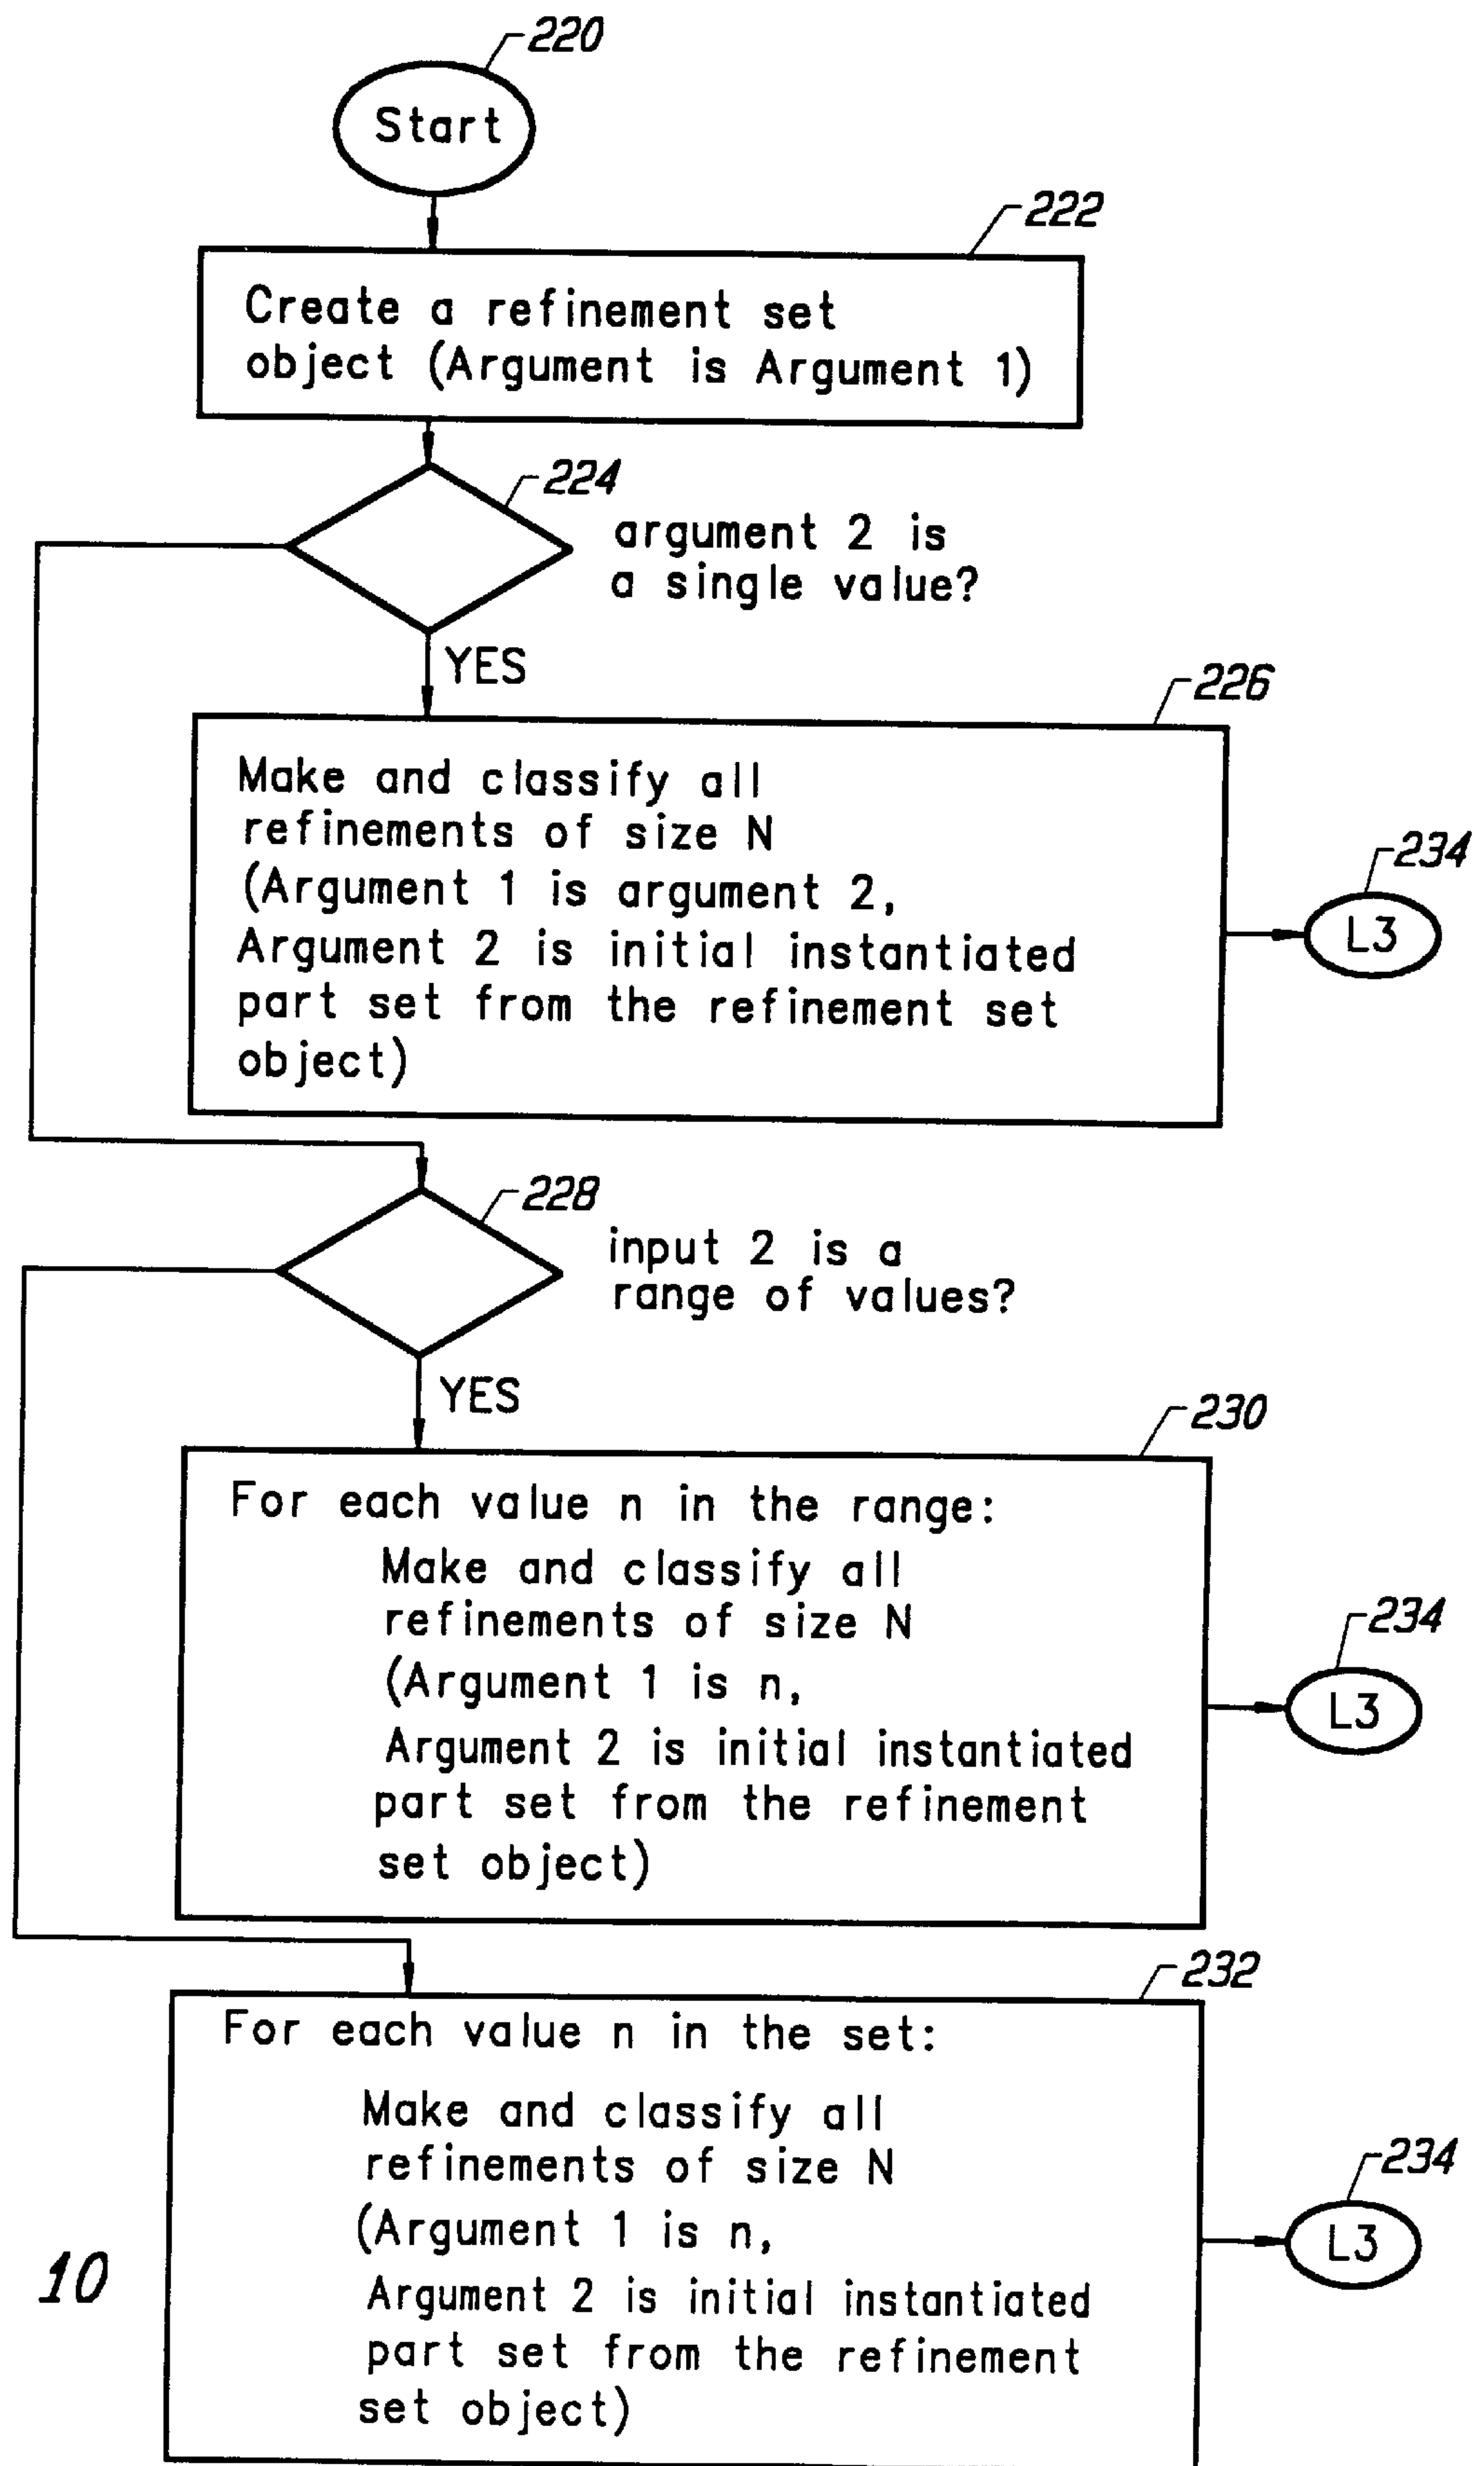 220
Start
222
Create a refinement set
object (Argument is Argument 1)
224
argument 2 is
a single value?
YES
226
Make and classify all
refinements of size N
(Argument 1 is argument 2,
Argument 2 is initial instantiated
part set from the refinement set
object)
234
L3
228
input 2 is a
range of values?
YES
230
For each value n in the range:
Make and classify all
refinements of size N
(Argument 1 is n,
Argument 2 is initial instantiated
part set from the refinement
set object)
234
L3
232
For each value n in the set:
Make and classify all
refinements of size N
(Argument 1 is n,
Argument 2 is initial instantiated
part set from the refinement
set object)
234
L3
10